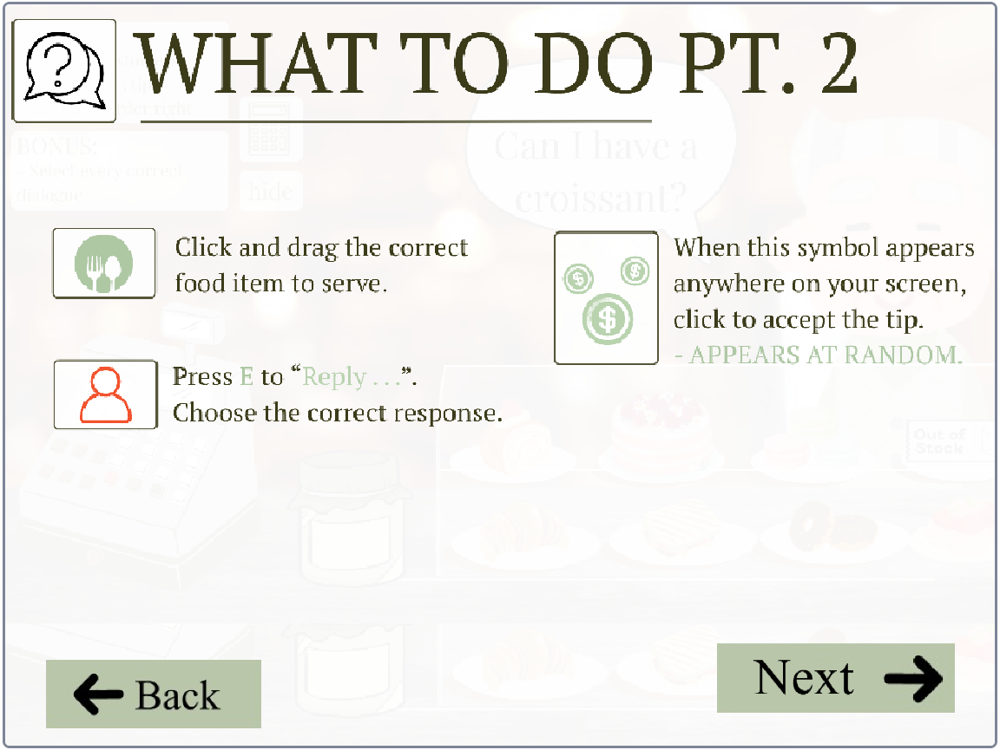 WHAT TO DO PT. 2
BONUS:
- Select every correct
dialogue
hide
Can I have a
croissant?
Click and drag the correct
food item to serve.
Press E to “Reply . . .”.
Choose the correct response.
When this symbol appears
anywhere on your screen,
click to accept the tip.
- APPEARS AT RANDOM.
Out of
Stock
Back
Next